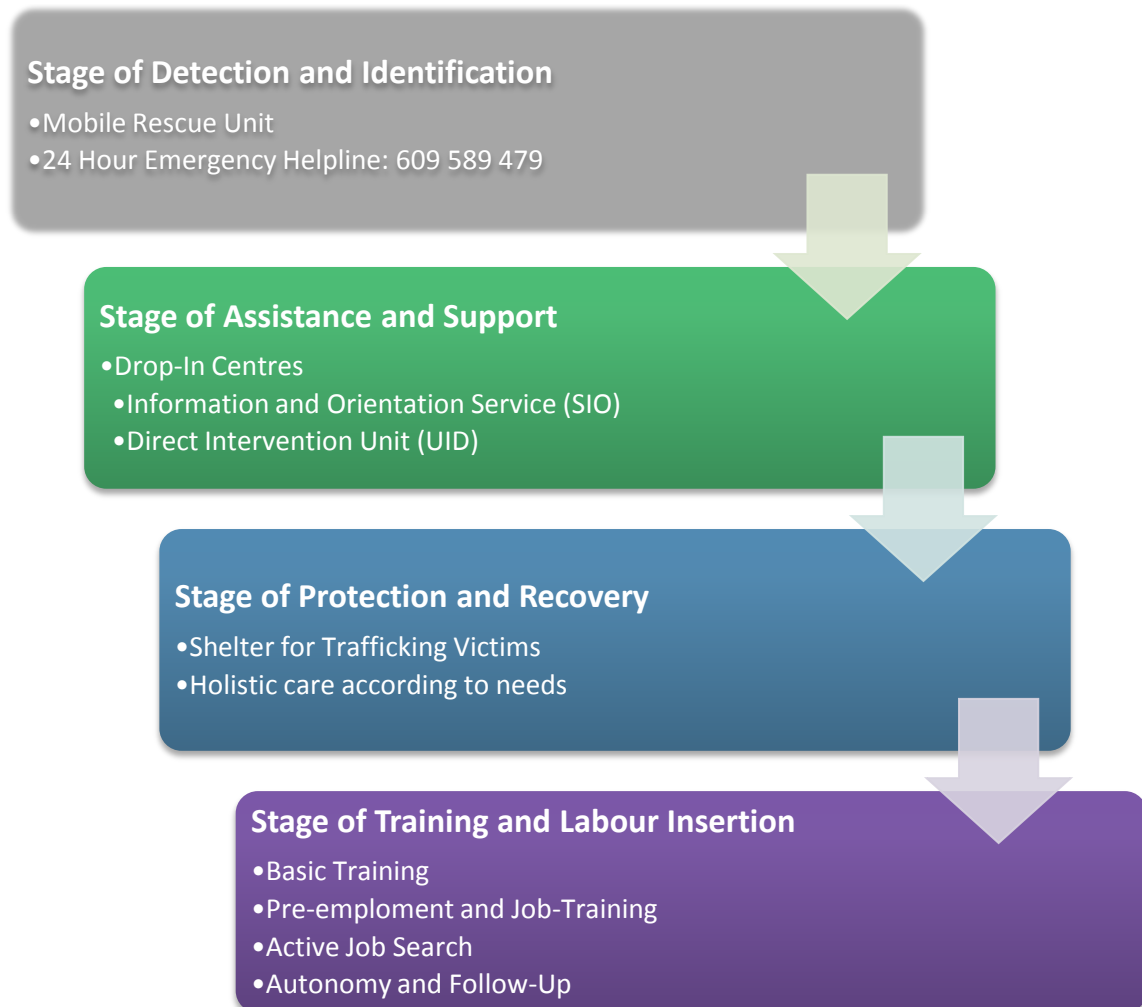 Stage of Detection and Identification
•Mobile Rescue Unit
•24 Hour Emergency Helpline: 609 589 479
Stage of Assistance and Support
•Drop-In Centres
•Information and Orientation Service (SIO)
•Direct Intervention Unit (UID)
Stage of Protection and Recovery
•Shelter for Trafficking Victims
•Holistic care according to needs
Stage of Training and Labour Insertion
•Basic Training
•Pre-emploment and Job-Training
•Active Job Search
•Autonomy and Follow-Up